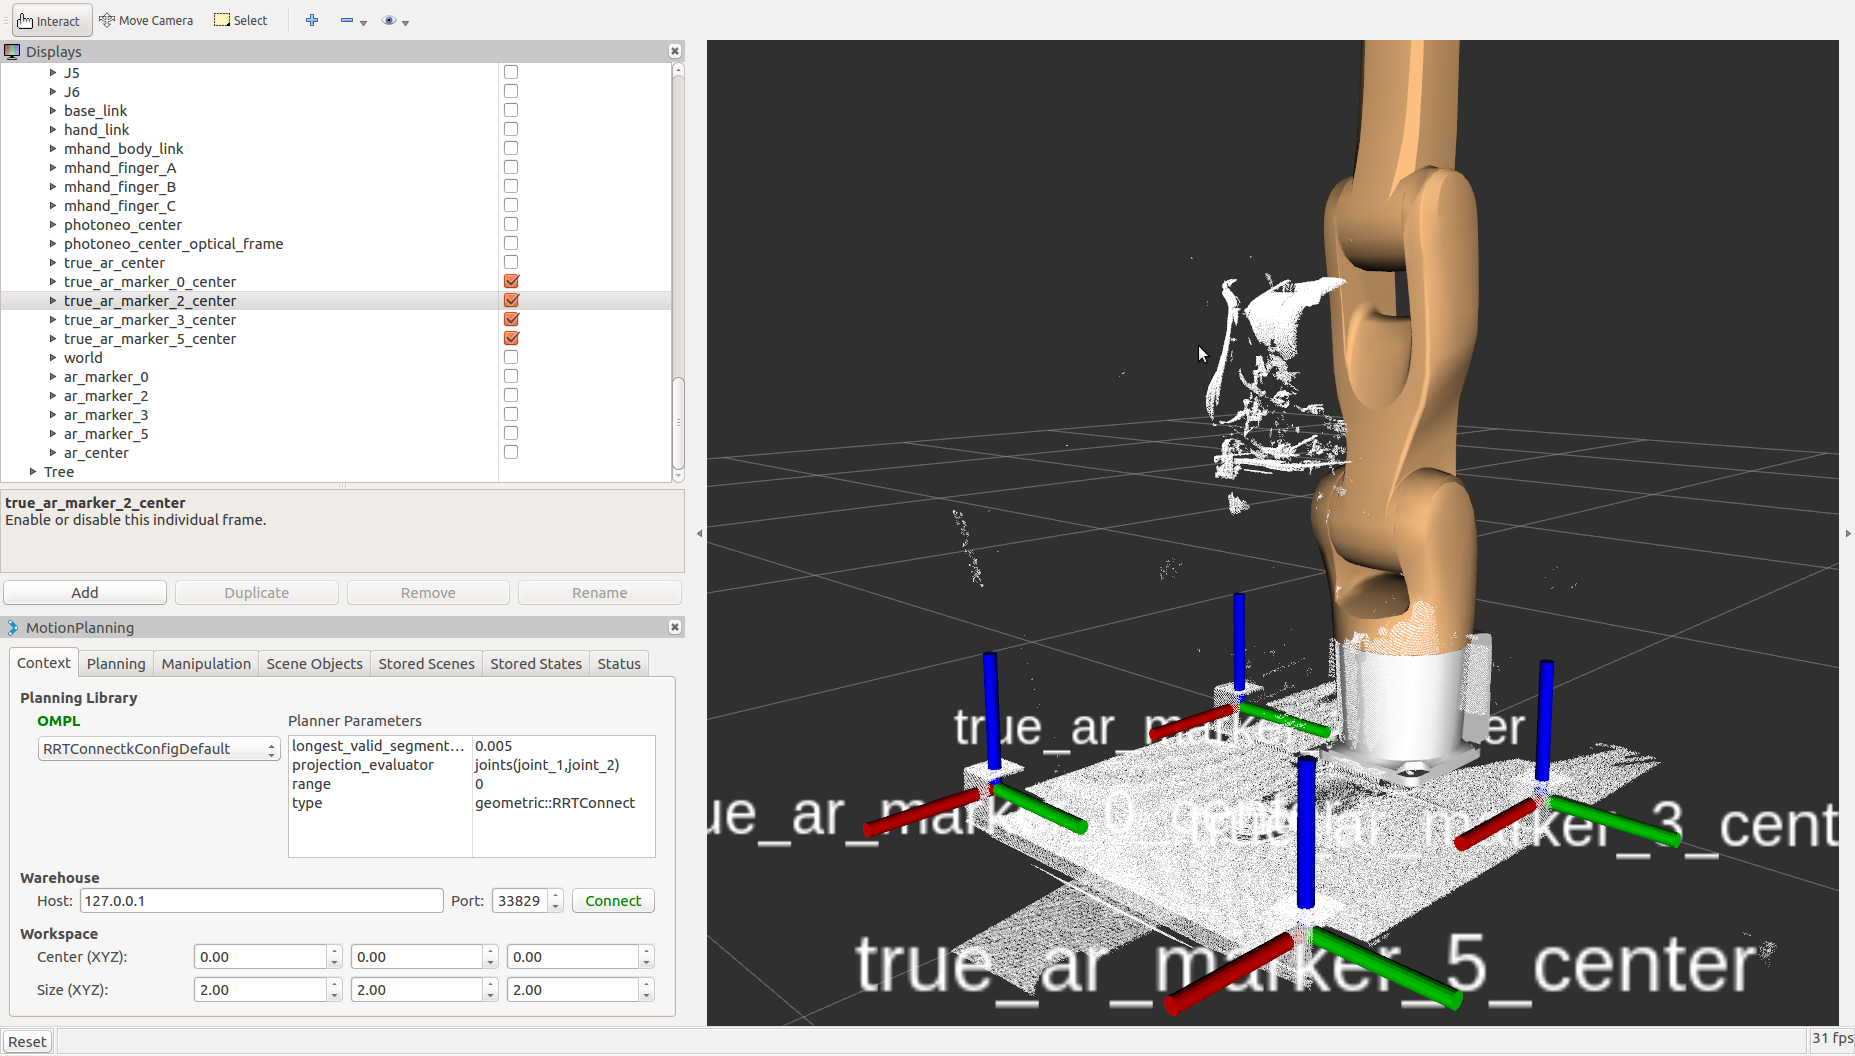 Interact Move Camera Select
Displays
J5
J6
base_link
hand_link
mhand_body_link
mhand_finger_A
mhand_finger_B
mhand_finger_C
photoneo_center
photoneo_center_optical_frame
true_ar_center
true_ar_marker_0_center
true_ar_marker_2_center
true_ar_marker_3_center
true_ar_marker_5_center
world
ar_marker_0
ar_marker_2
ar_marker_3
ar_marker_5
ar_center
Tree
true_ar_marker_2_center
Enable or disable this individual frame.
Add Duplicate Remove Rename
MotionPlanning
Context Planning Manipulation Scene Objects Stored Scenes Stored States Status
Planning Library
OMPL
Planner Parameters
RRTConnectkConfigDefault
longest_valid_segment... 0.005
projection_evaluator joints(joint_1,joint_2)
range 0
type geometric::RRTConnect
Warehouse
Host: 127.0.0.1 Port: 33829 Connect
Workspace
Center (XYZ): 0.00 0.00 0.00
Size (XYZ): 2.00 2.00 2.00
Reset
31 fps
true_ar_marker_5_center